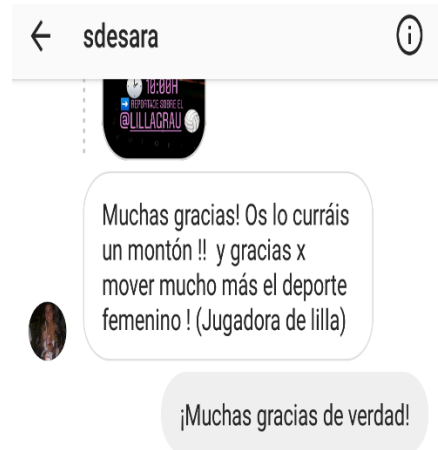 sdesara
10:00H
REPORTAJE SOBRE EL
@LILLAGRAU
Muchas gracias! Os lo curráis
un montón !! y gracias x
mover mucho más el deporte
femenino ! (Jugadora de lilla)
¡Muchas gracias de verdad!